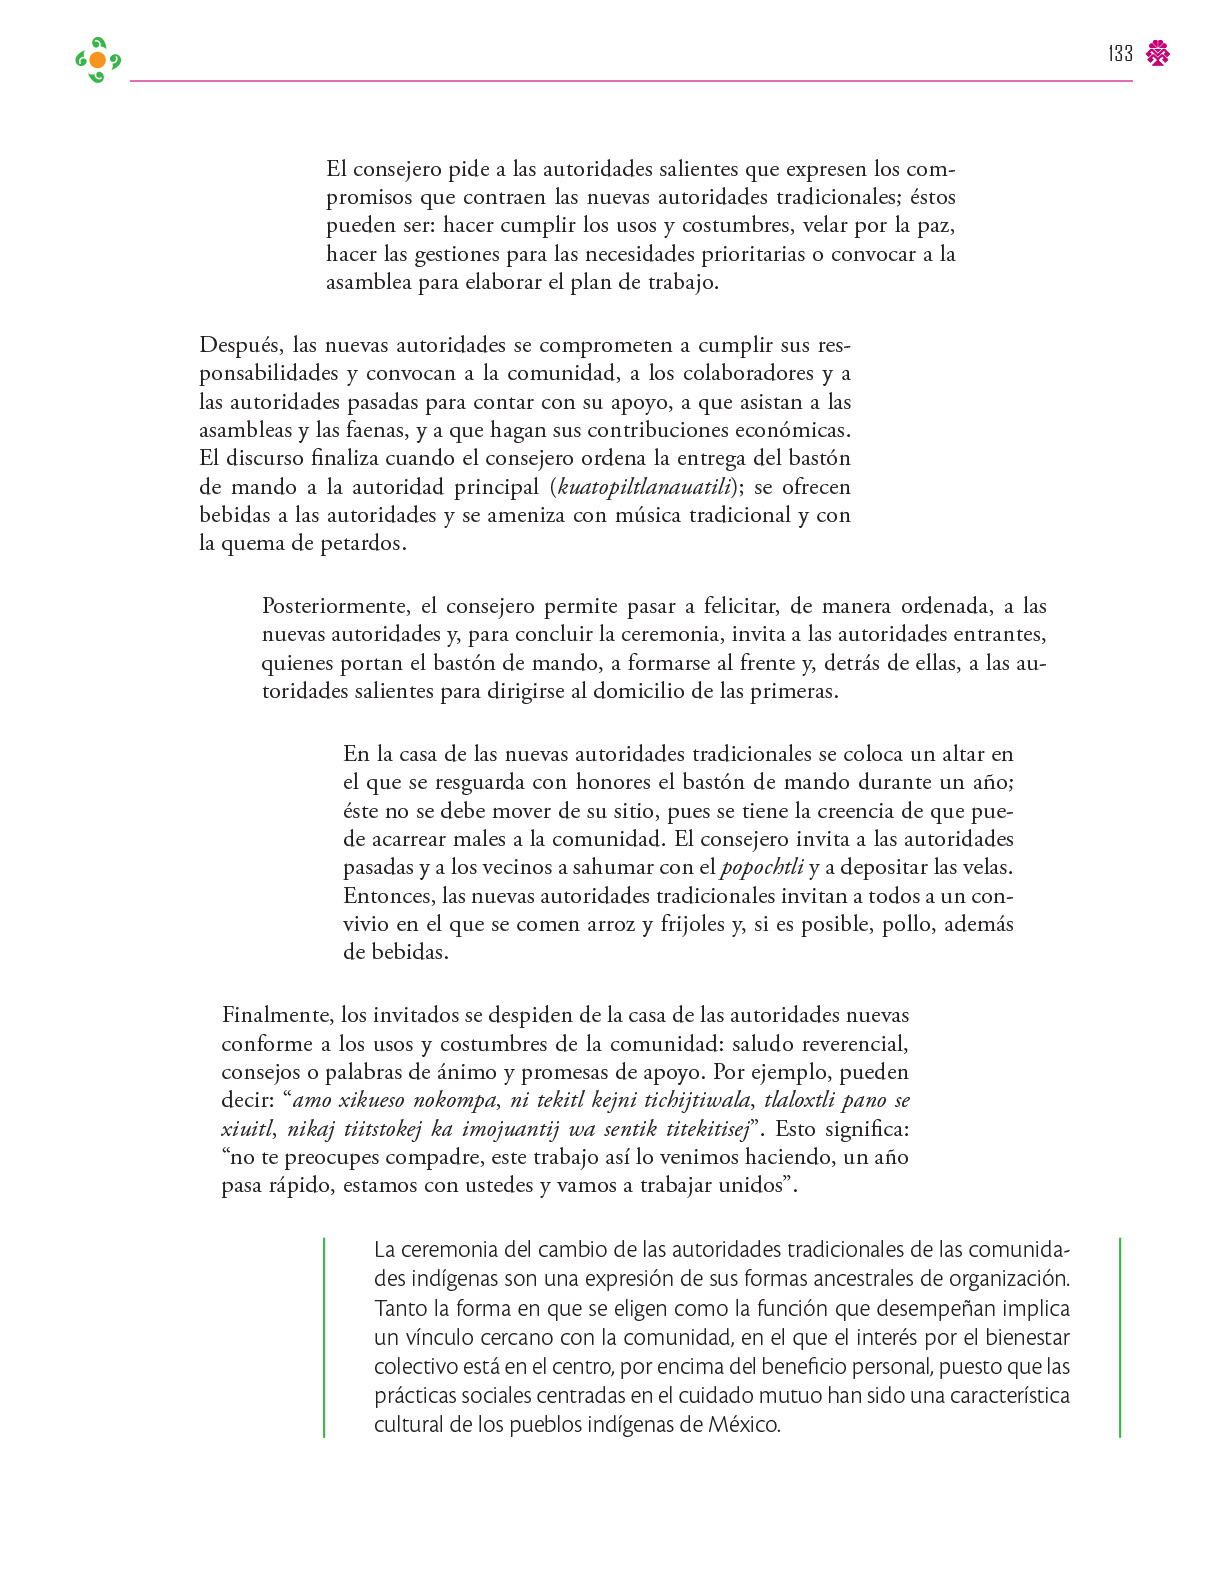 133
El consejero pide a las autoridades salientes que expresen los com-
promisos que contraen las nuevas autoridades tradicionales; éstos
pueden ser: hacer cumplir los usos y costumbres, velar por la paz,
hacer las gestiones para las necesidades prioritarias o convocar a la
asamblea para elaborar el plan de trabajo.
Después, las nuevas autoridades se comprometen a cumplir sus res-
ponsabilidades y convocan a la comunidad, a los colaboradores y a
las autoridades pasadas para contar con su apoyo, a que asistan a las
asambleas y las faenas, y a que hagan sus contribuciones económicas.
El discurso finaliza cuando el consejero ordena la entrega del bastón
de mando a la autoridad principal (kuatopiltlanauatili); se ofrecen
bebidas a las autoridades y se ameniza con música tradicional y con
la quema de petardos.
Posteriormente, el consejero permite pasar a felicitar, de manera ordenada, a las
nuevas autoridades y, para concluir la ceremonia, invita a las autoridades entrantes,
quienes portan el bastón de mando, a formarse al frente y, detrás de ellas, a las au-
toridades salientes para dirigirse al domicilio de las primeras.
En la casa de las nuevas autoridades tradicionales se coloca un altar en
el que se resguarda con honores el bastón de mando durante un año;
éste no se debe mover de su sitio, pues se tiene la creencia de que pue-
de acarrear males a la comunidad. El consejero invita a las autoridades
pasadas y a los vecinos a sahumar con el popochtli y a depositar las velas.
Entonces, las nuevas autoridades tradicionales invitan a todos a un con-
vivio en el que se comen arroz y frijoles y, si es posible, pollo, además
de bebidas.
Finalmente, los invitados se despiden de la casa de las autoridades nuevas
conforme a los usos y costumbres de la comunidad: saludo reverencial,
consejos o palabras de ánimo y promesas de apoyo. Por ejemplo, pueden
decir: “amo xikueso nokompa, ni tekitl kejni tichijtiwala, tlaloxtli pano se
xiuitl, nikaj tiitstokej ka imojuantij wa sentik titekitisej”. Esto significa:
“no te preocupes compadre, este trabajo así lo venimos haciendo, un año
pasa rápido, estamos con ustedes y vamos a trabajar unidos”.
La ceremonia del cambio de las autoridades tradicionales de las comunida-
des indígenas son una expresión de sus formas ancestrales de organización.
Tanto la forma en que se eligen como la función que desempeñan implica
un vínculo cercano con la comunidad, en el que el interés por el bienestar
colectivo está en el centro, por encima del beneficio personal, puesto que las
prácticas sociales centradas en el cuidado mutuo han sido una característica
cultural de los pueblos indígenas de México.